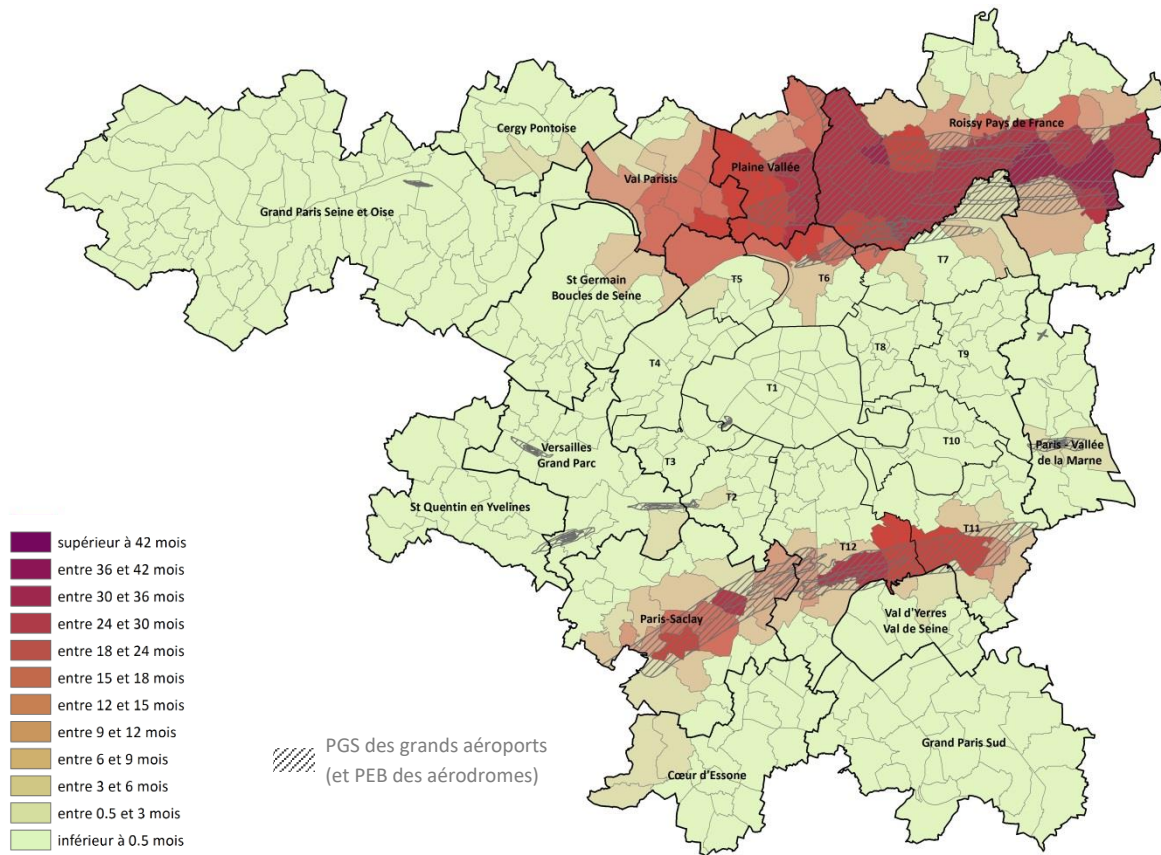 Cergy Pontoise
Roissy Pays de France
Plaine Vallée
Val Parisis
Grand Paris Seine et Oise
T7
St Germain
Boucles de Seine
T5
T6
T8
T9
T4
T1
Versailles
Grand Parc
T10
Paris - Vallée
de la Marne
T3
T2
St Quentin en Yvelines
T11
T12
Paris-Saclay
Val d'Yerres
Val de Seine
Grand Paris Sud
Cœur d'Essone
supérieur à 42 mois
entre 36 et 42 mois
entre 30 et 36 mois
entre 24 et 30 mois
entre 18 et 24 mois
entre 15 et 18 mois
entre 12 et 15 mois
entre 9 et 12 mois
entre 6 et 9 mois
entre 3 et 6 mois
entre 0.5 et 3 mois
inférieur à 0.5 mois
PGS des grands aéroports
(et PEB des aérodromes)